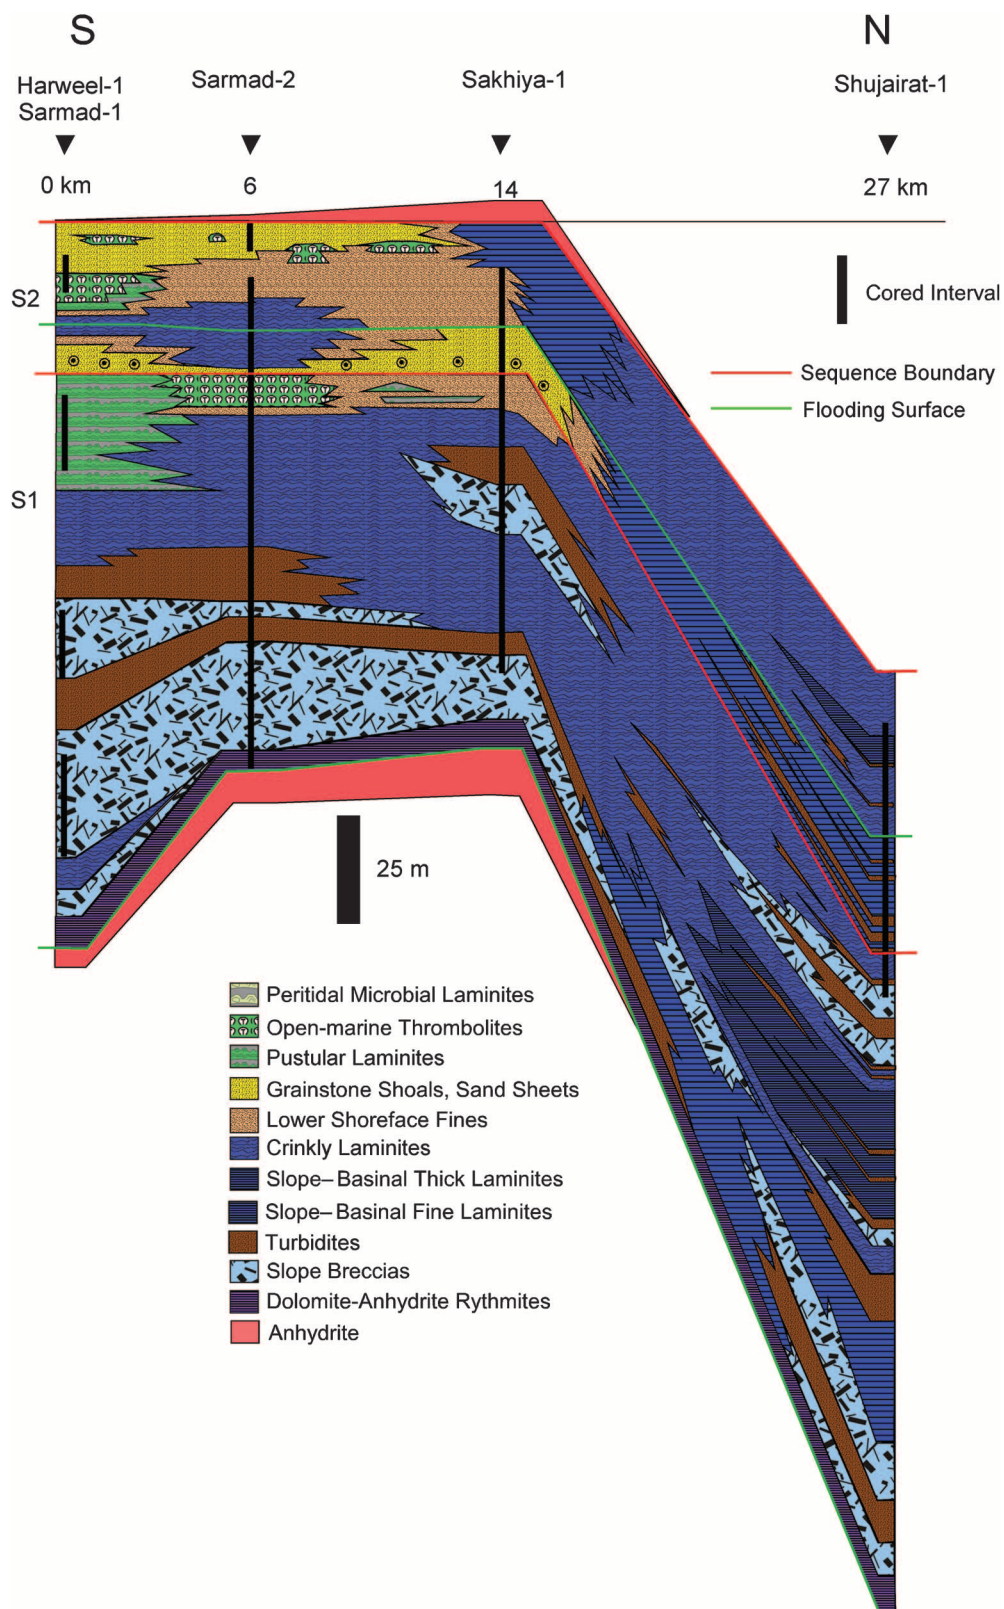 S
N
Harweel-1
Sarmad-1
Sarmad-2
Sakhiya-1
Shujairat-1
0 km
6
14
27 km
S2
Cored Interval
Sequence Boundary
Flooding Surface
S1
25 m
Peritidal Microbial Laminites
Open-marine Thrombolites
Pustular Laminites
Grainstone Shoals, Sand Sheets
Lower Shoreface Fines
Crinkly Laminites
Slope–Basinal Thick Laminites
Slope–Basinal Fine Laminites
Turbidites
Slope Breccias
Dolomite-Anhydrite Rythmites
Anhydrite